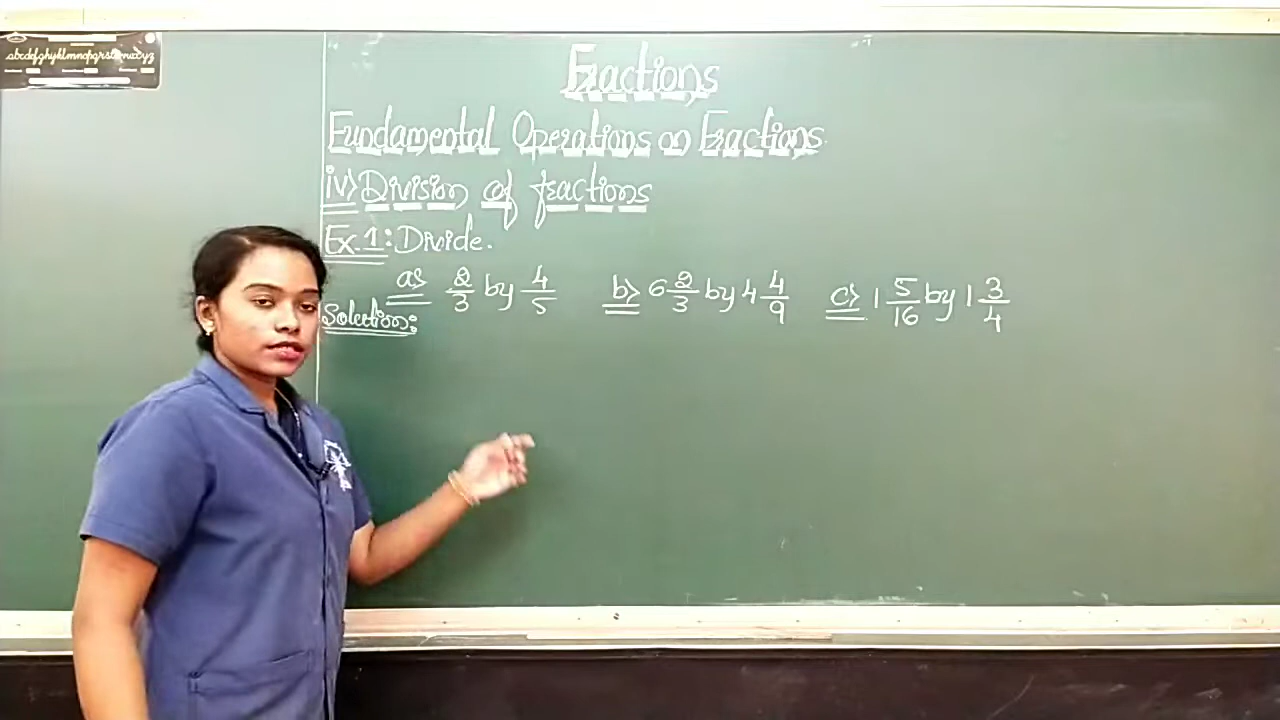 abcdefghijklmnopqrstuvwxyz
Fractions
Fundamental Operations on Fractions
iv> Division of fractions
Ex.1: Divide.
a> 2/3 by 4/5 b> 6 2/3 by 4 4/9 c> 1 5/16 by 1 3/4
Solution: